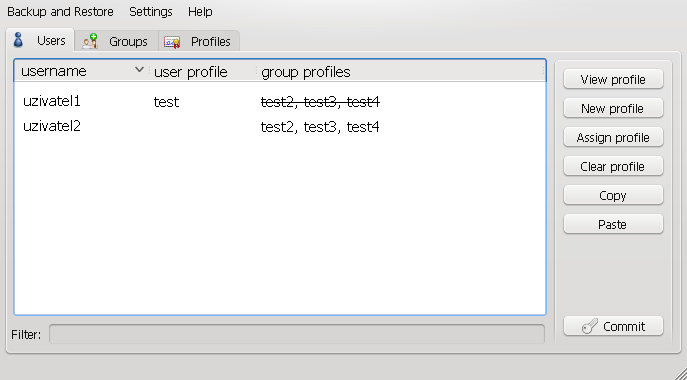 Backup and Restore Settings Help
Users Groups Profiles
username user profile group profiles
uzivatel1 test test2, test3, test4
uzivatel2 test2, test3, test4
View profile
New profile
Assign profile
Clear profile
Copy
Paste
Filter:
Commit